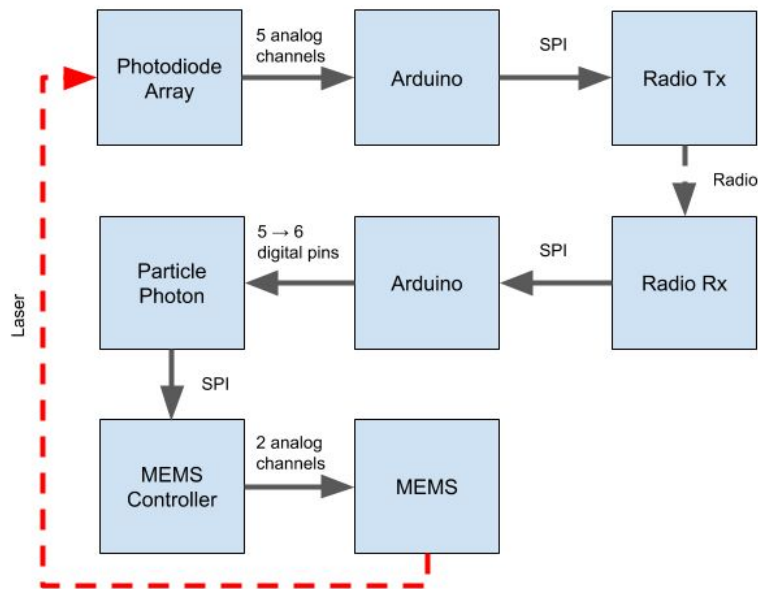 Photodiode
Array
5 analog
channels
Arduino
SPI
Radio Tx
Radio
Particle
Photon
5 → 6
digital pins
Arduino
SPI
Radio Rx
Laser
SPI
MEMS
Controller
2 analog
channels
MEMS